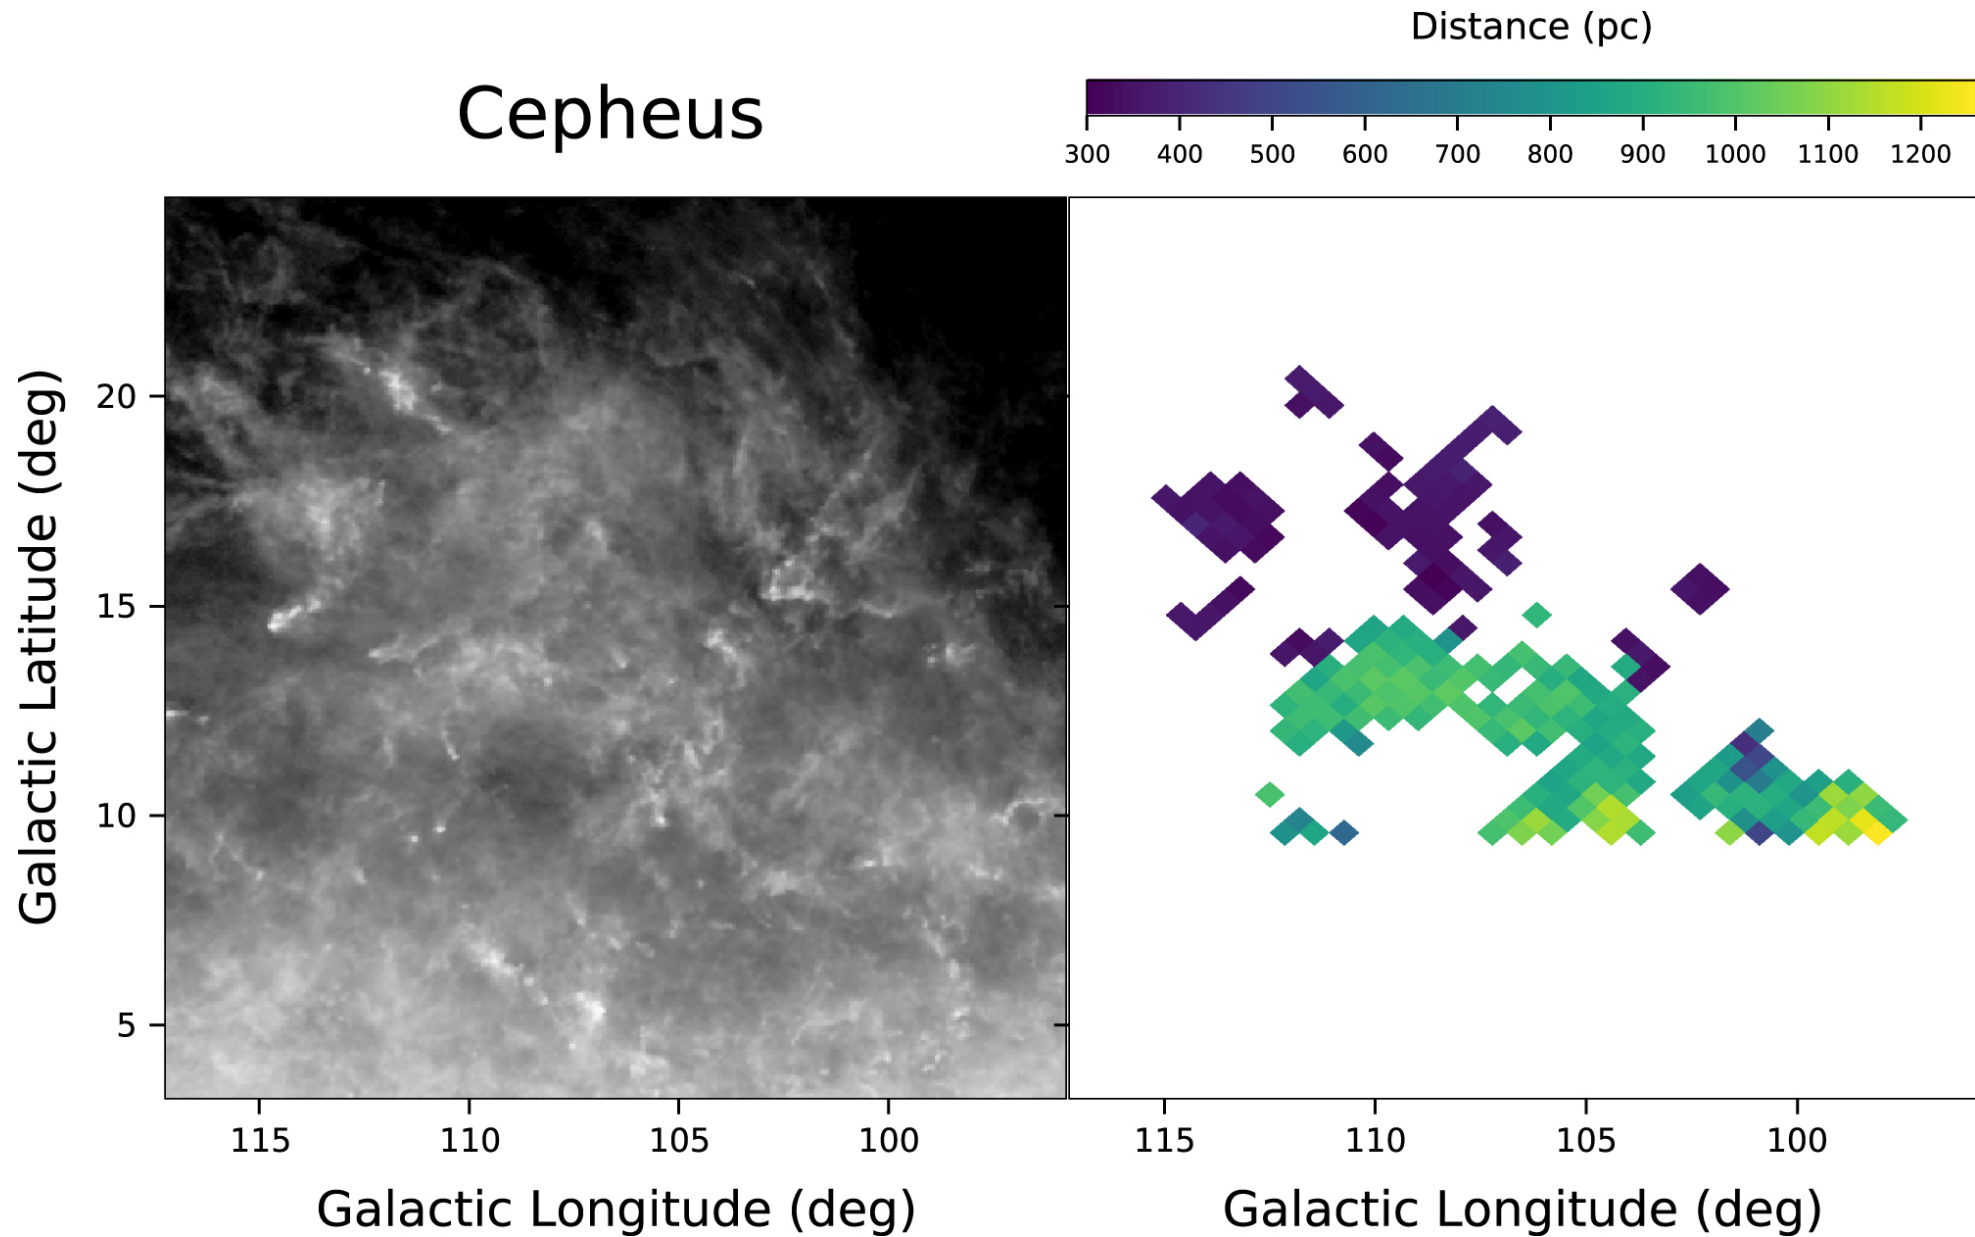 Distance (pc)
Cepheus
300 400 500 600 700 800 900 1000 1100 1200
Galactic Latitude (deg)
20
15
10
5
115 110 105 100
115 110 105 100
Galactic Longitude (deg)
Galactic Longitude (deg)